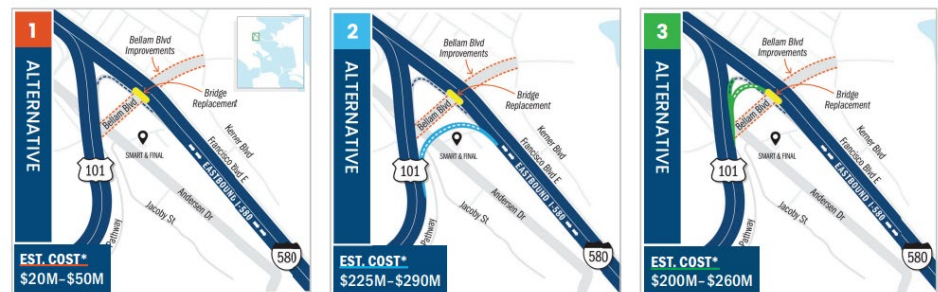 1
ALTERNATIVE
Bellam Blvd
Improvements
Bridge
Replacement
Bellam Blvd
SMART & FINAL
Kerner Blvd
Francisco Blvd E
EASTBOUND I-580
101
Andersen Dr
Jacoby St
Pathway
580
EST. COST*
$20M–$50M
2
ALTERNATIVE
Bellam Blvd
Improvements
Bridge
Replacement
Bellam Blvd
SMART & FINAL
Kerner Blvd
Francisco Blvd E
EASTBOUND I-580
101
Andersen Dr
Jacoby St
Pathway
580
EST. COST*
$225M–$290M
3
ALTERNATIVE
Bellam Blvd
Improvements
Bridge
Replacement
Bellam Blvd
SMART & FINAL
Kerner Blvd
Francisco Blvd E
EASTBOUND I-580
101
Andersen Dr
Jacoby St
Pathway
580
EST. COST*
$200M–$260M